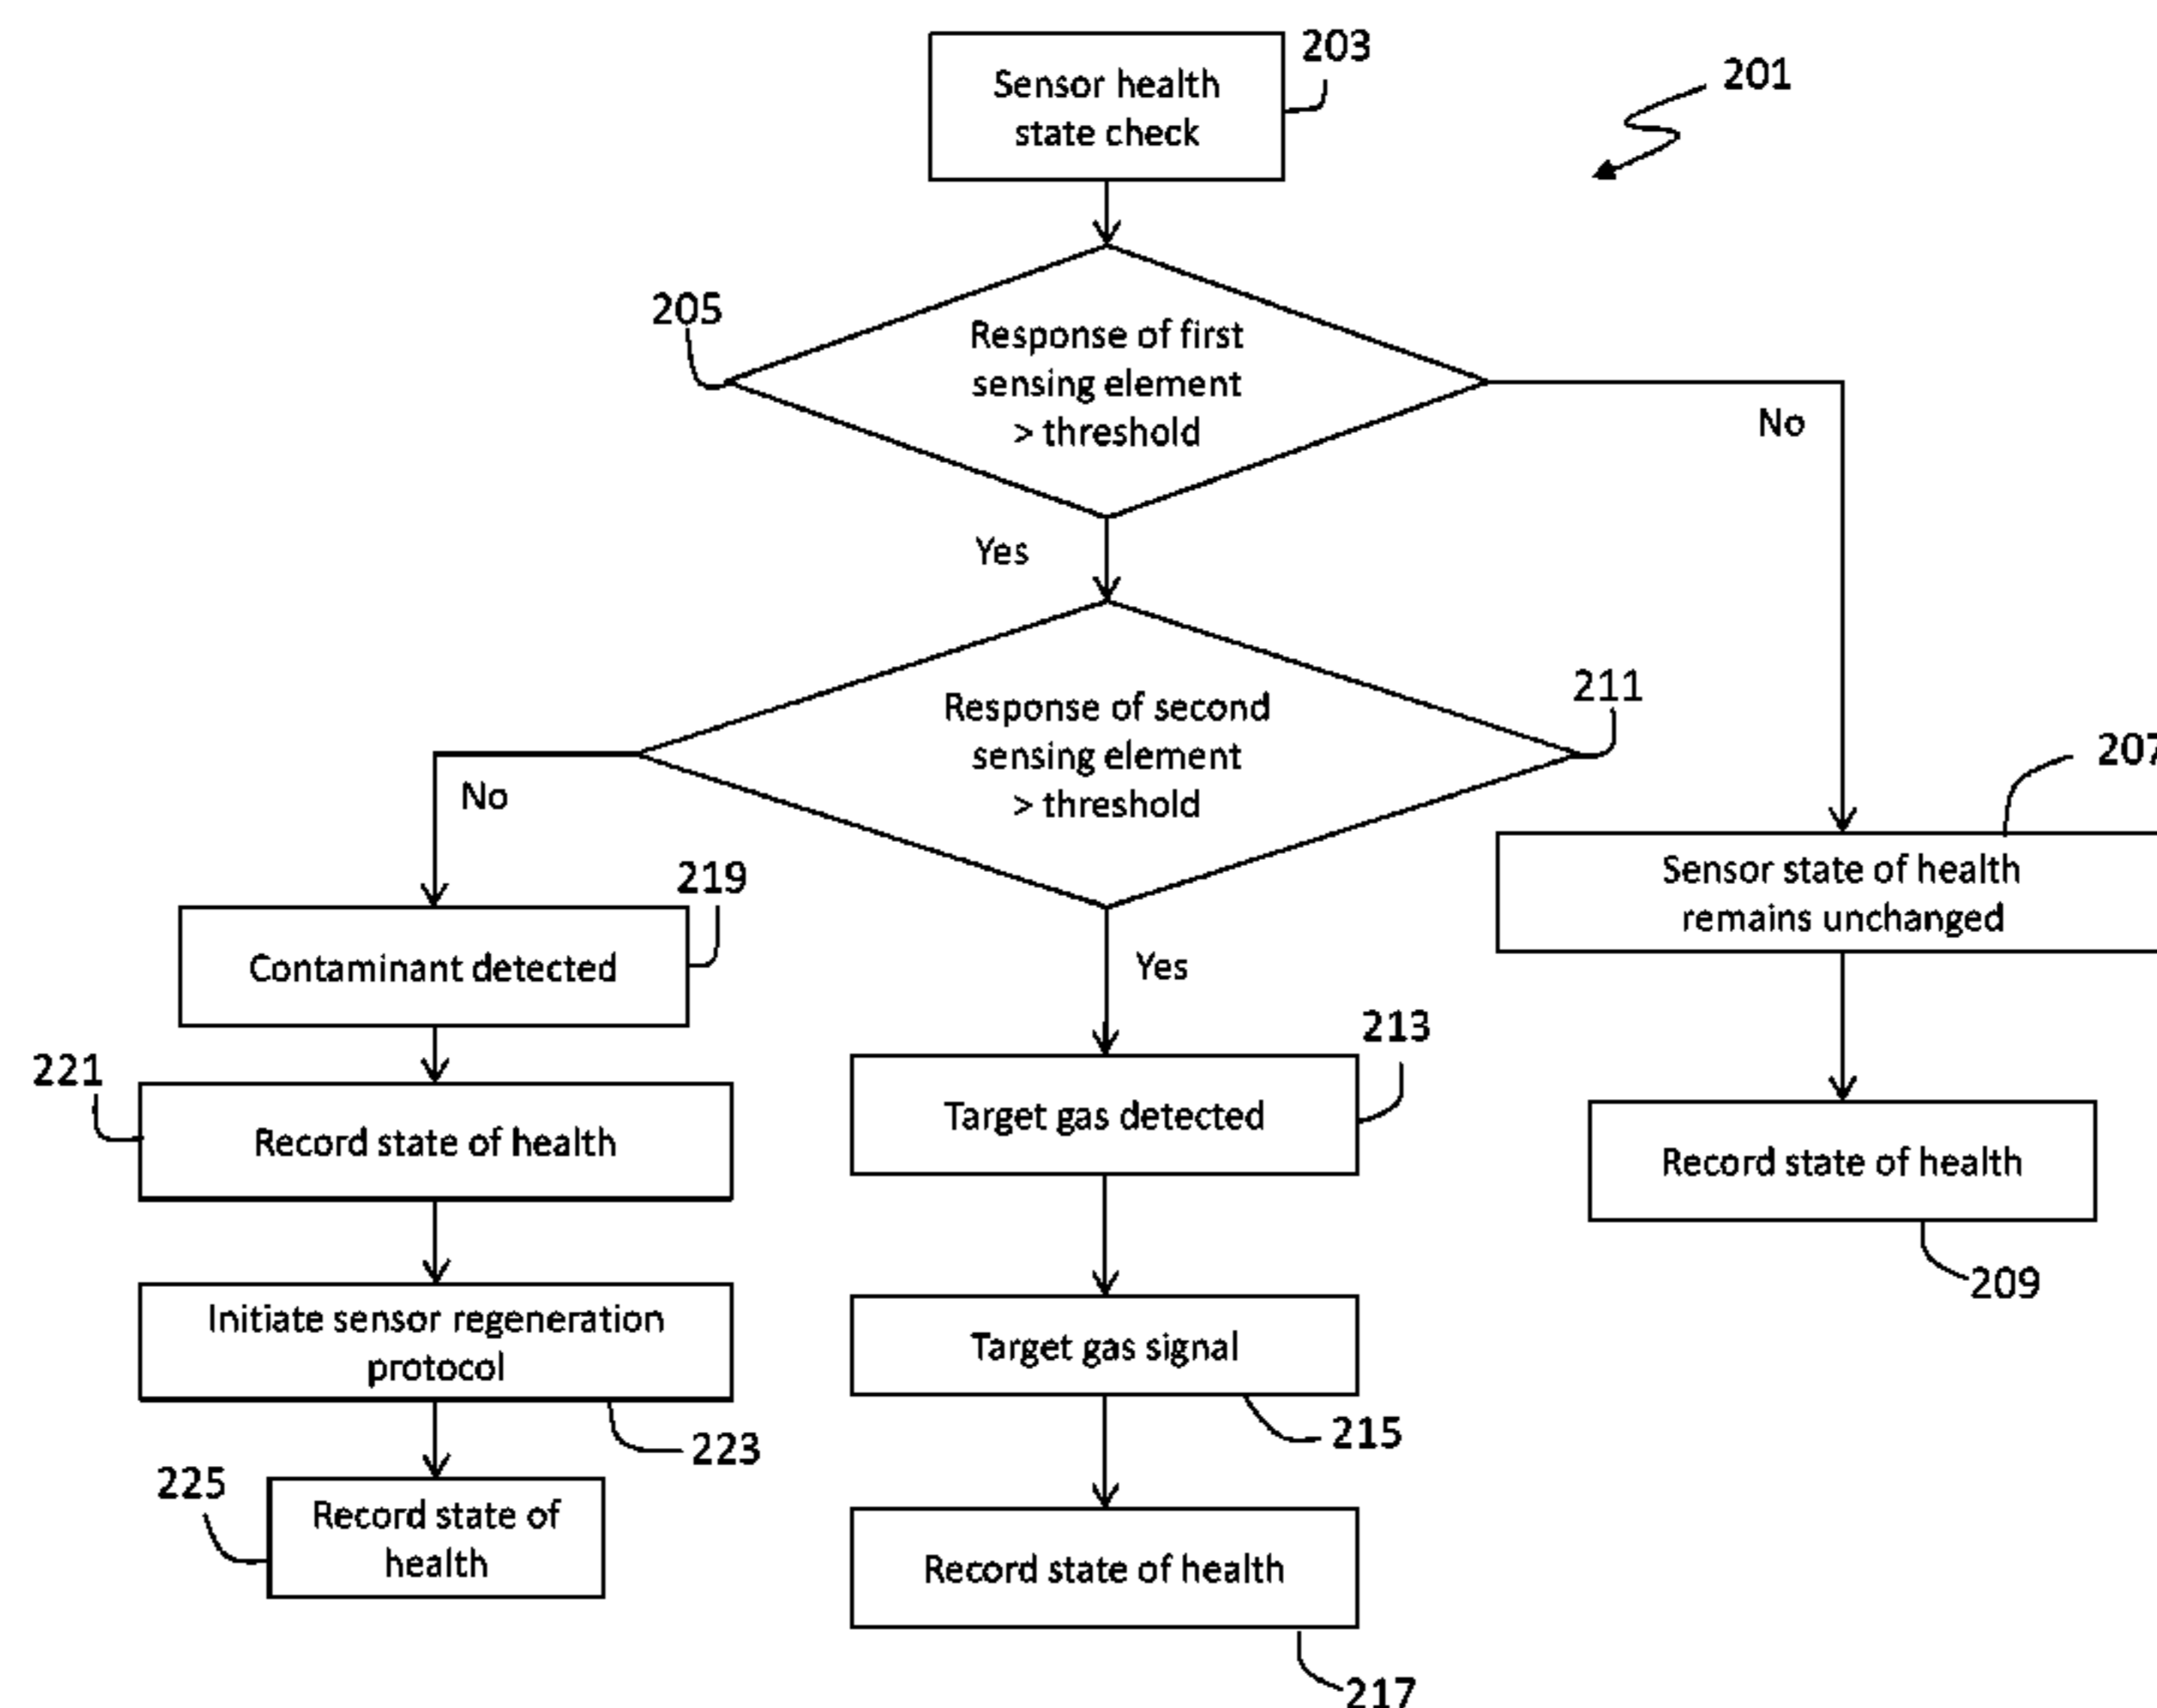 203
Sensor health
state check
201
205
Response of first
sensing element
> threshold
No
Yes
211
Response of second
sensing element
> threshold
No
207
Sensor state of health
remains unchanged
219
Contaminant detected
Yes
213
221
Target gas detected
Record state of health
Record state of health
209
Initiate sensor regeneration
protocol
Target gas signal
215
223
225
Record state of
health
Record state of health
217